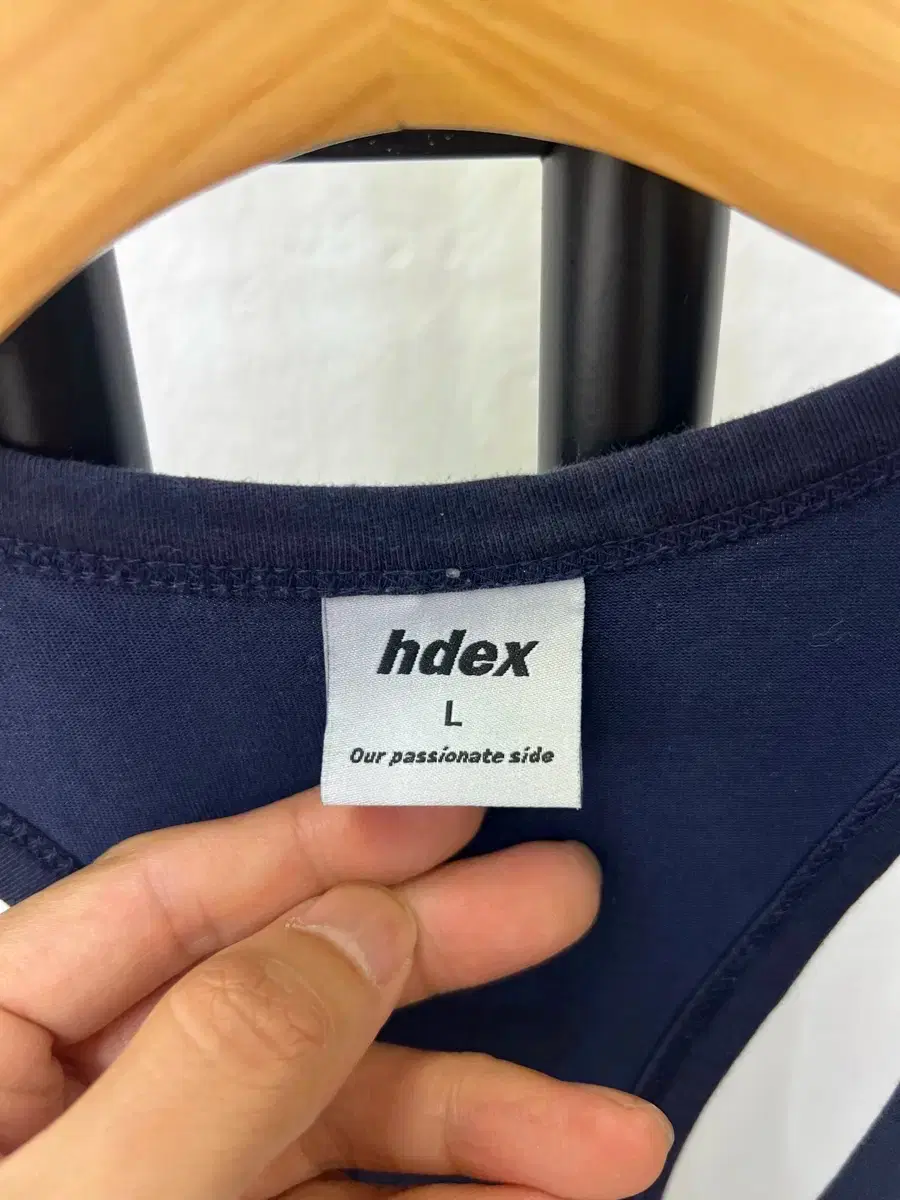 hdex
L
Our passionate side